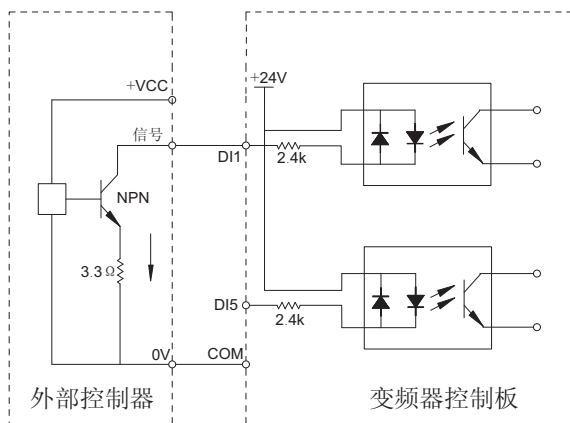 +VCC
+24V
信号
DI1
2.4k
NPN
3.3Ω
DI5
2.4k
0V
COM
外部控制器
变频器控制板